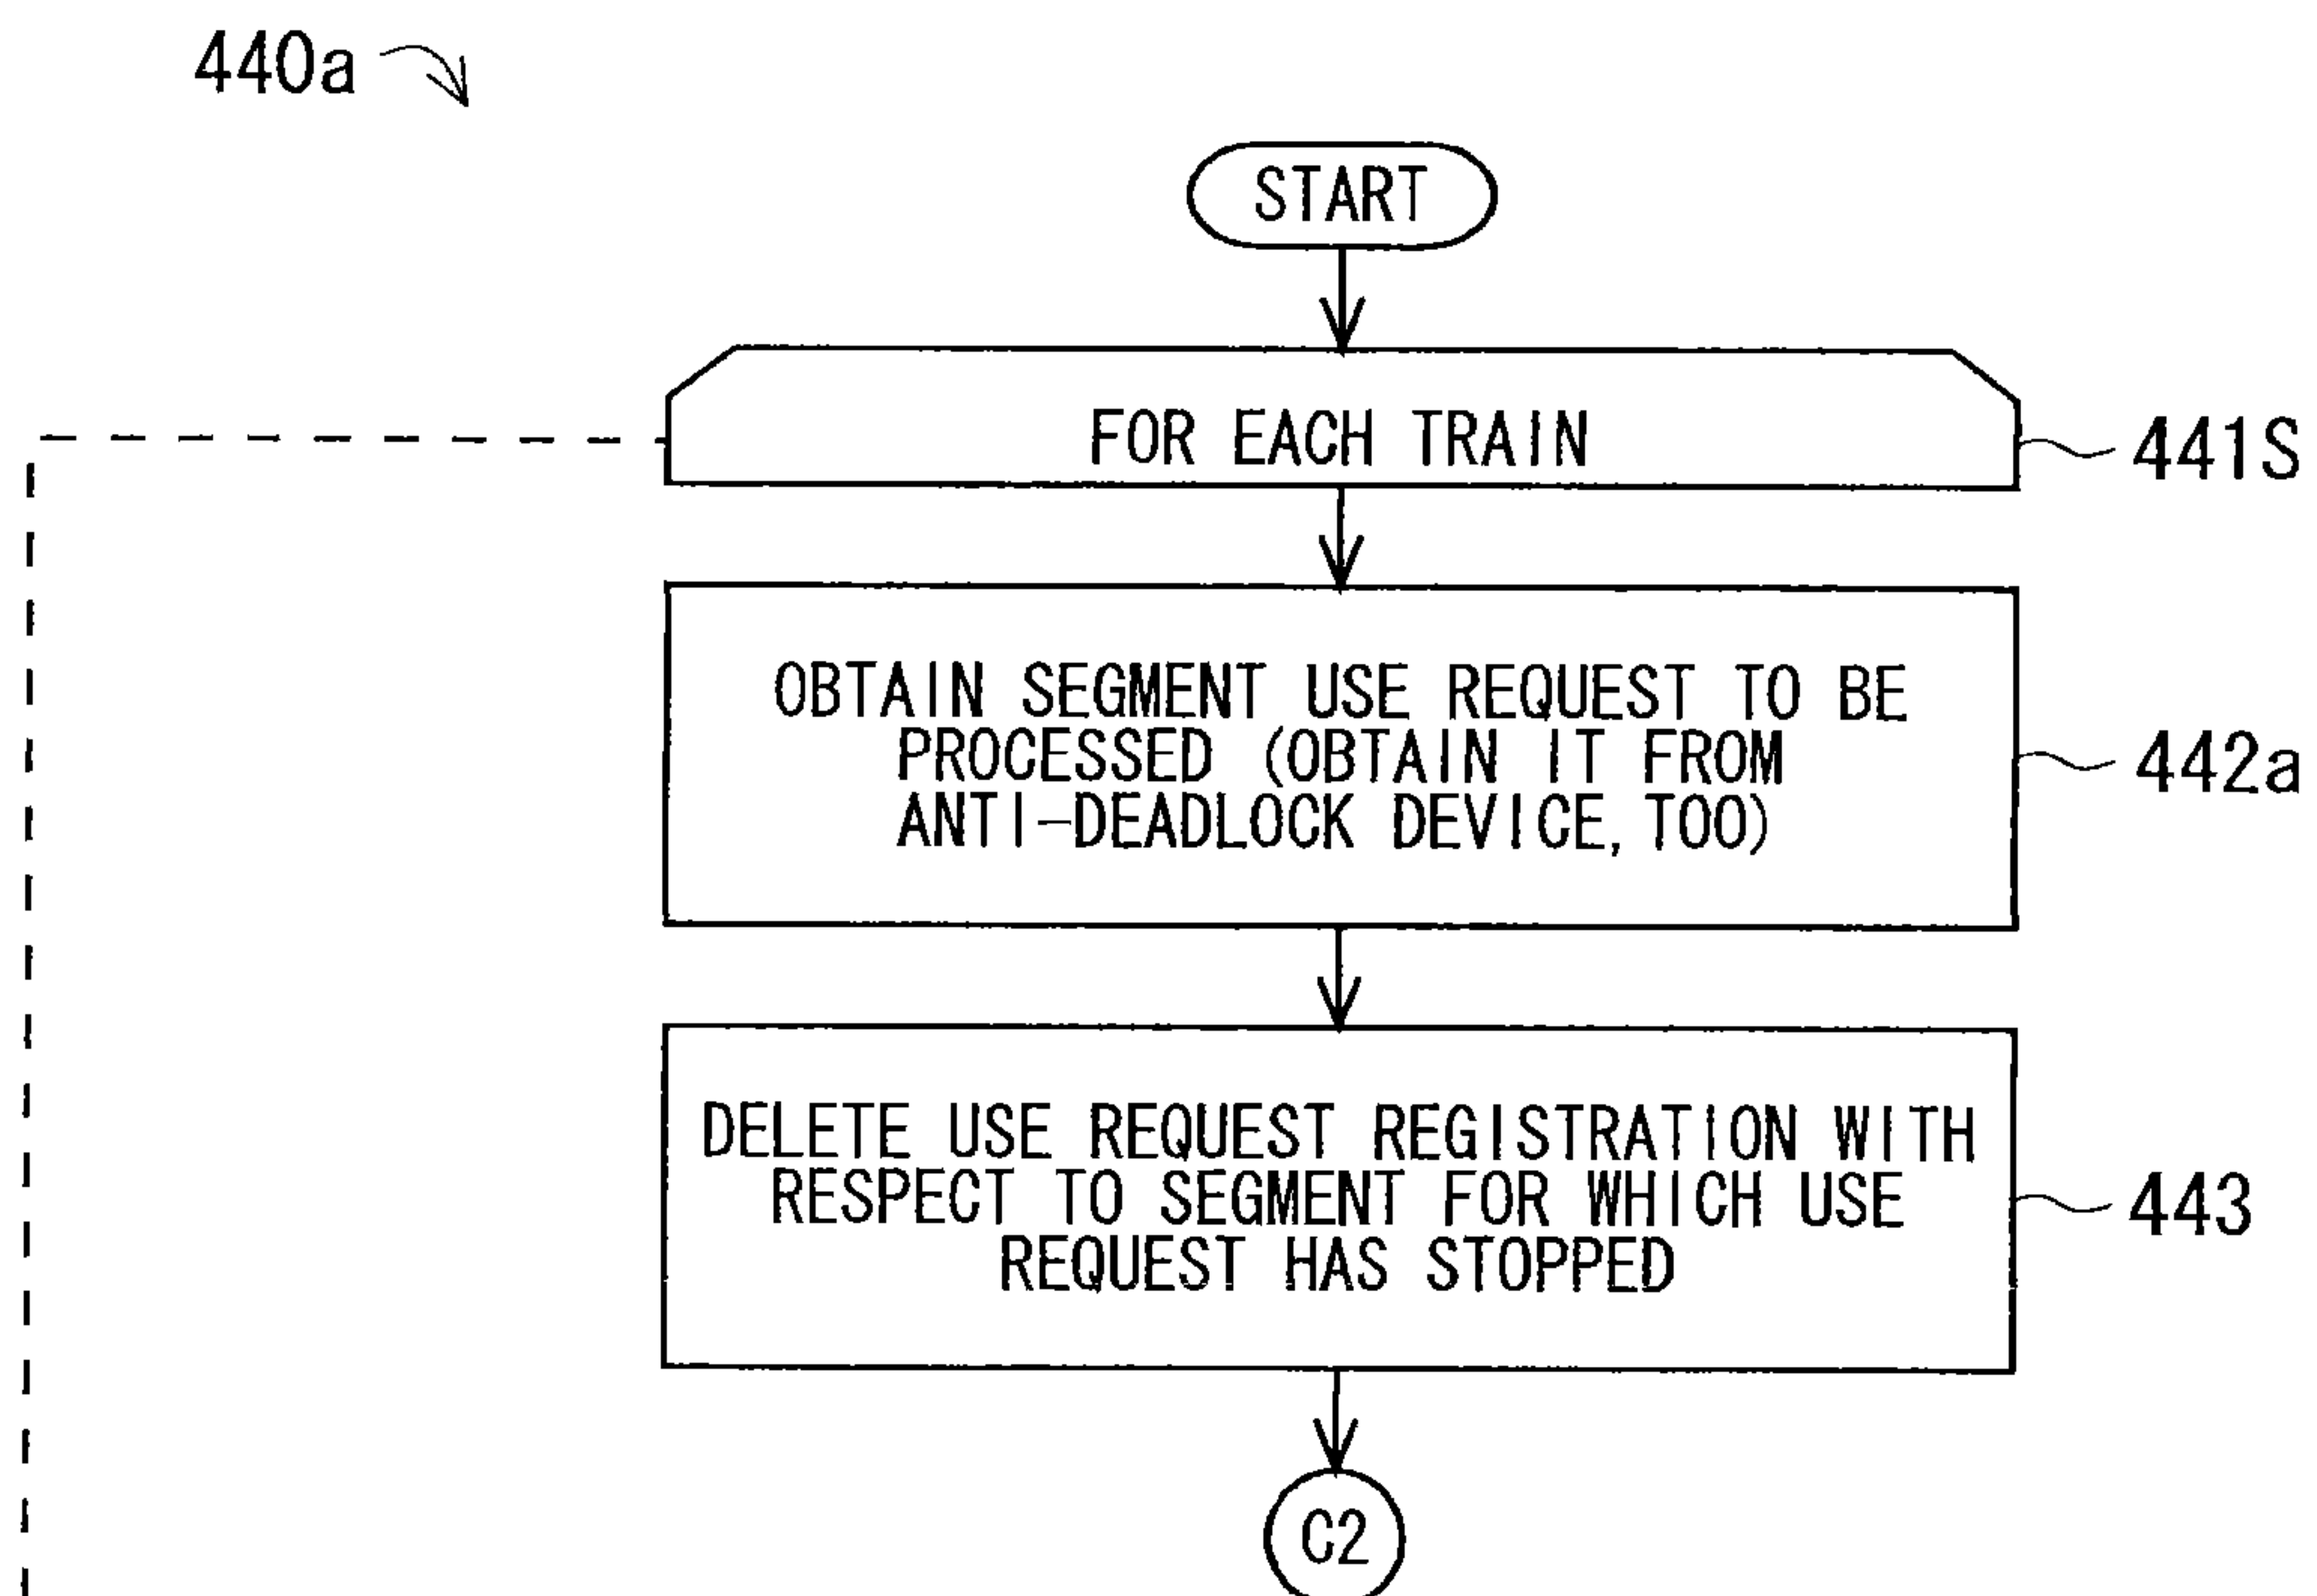 440a
START
FOR EACH TRAIN
441S
OBTAIN SEGMENT USE REQUEST TO BE
PROCESSED (OBTAIN IT FROM
ANTI-DEADLOCK DEVICE, TOO)
442a
DELETE USE REQUEST REGISTRATION WITH
RESPECT TO SEGMENT FOR WHICH USE
REQUEST HAS STOPPED
443
C2